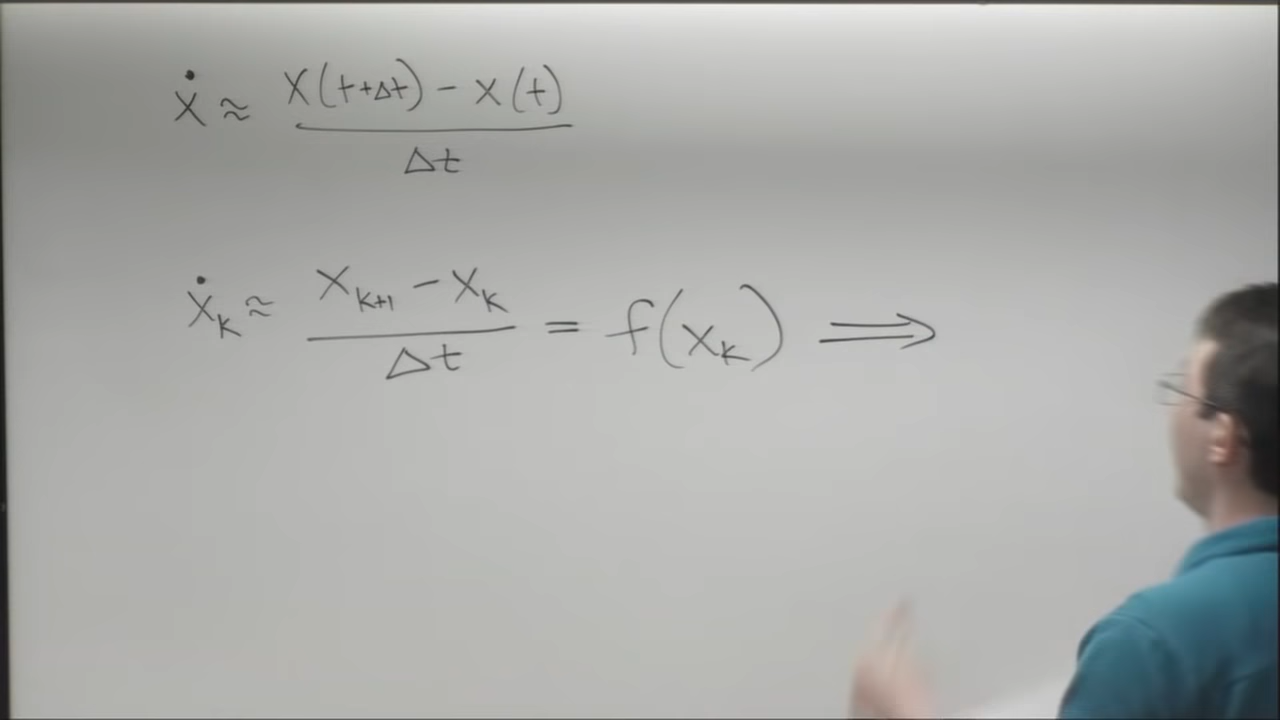 ẋ ≈ x(t+Δt) - x(t) / Δt
ẋₖ ≈ xₖ₊₁ - xₖ / Δt = f(xₖ) ⟹